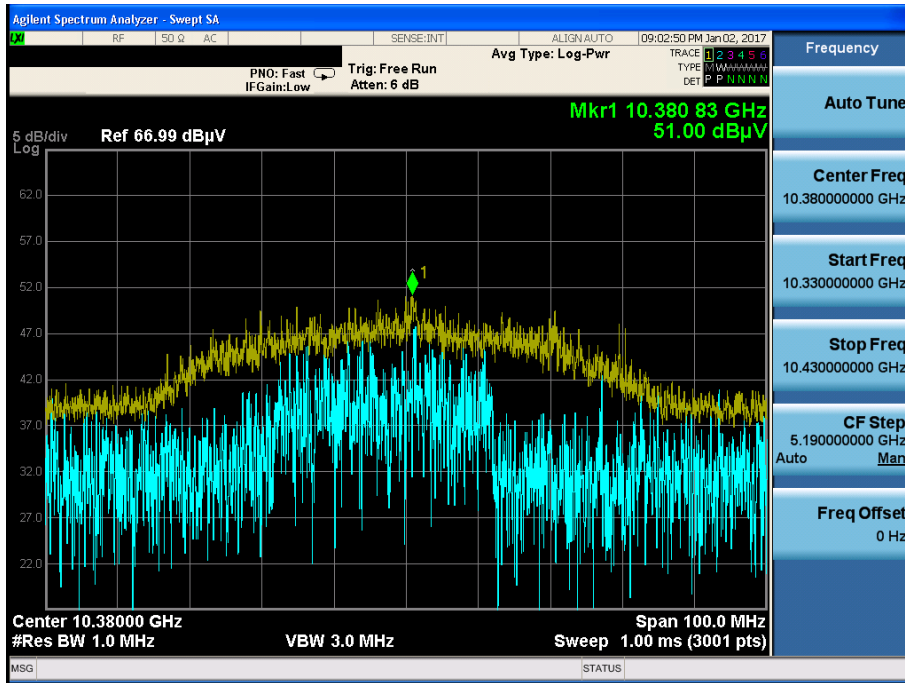 Agilent Spectrum Analyzer - Swept SA
LXI RF 50 Ω AC SENSE:INT ALIGN AUTO 09:02:50 PM Jan 02, 2017
Avg Type: Log-Pwr
TRACE 1 2 3 4 5 6
TYPE M W W W W W
DET P P N N N N
PNO: Fast
IFGain:Low
Trig: Free Run
Atten: 6 dB
Mkr1 10.380 83 GHz
51.00 dBµV
5 dB/div
Log
Ref 66.99 dBµV
1
62.0
57.0
52.0
47.0
42.0
37.0
32.0
27.0
22.0
Center 10.38000 GHz
#Res BW 1.0 MHz
VBW 3.0 MHz
Span 100.0 MHz
Sweep 1.00 ms (3001 pts)
MSG
STATUS
Frequency
Auto Tune
Center Freq
10.380000000 GHz
Start Freq
10.330000000 GHz
Stop Freq
10.430000000 GHz
CF Step
5.190000000 GHz
Auto Man
Freq Offset
0 Hz